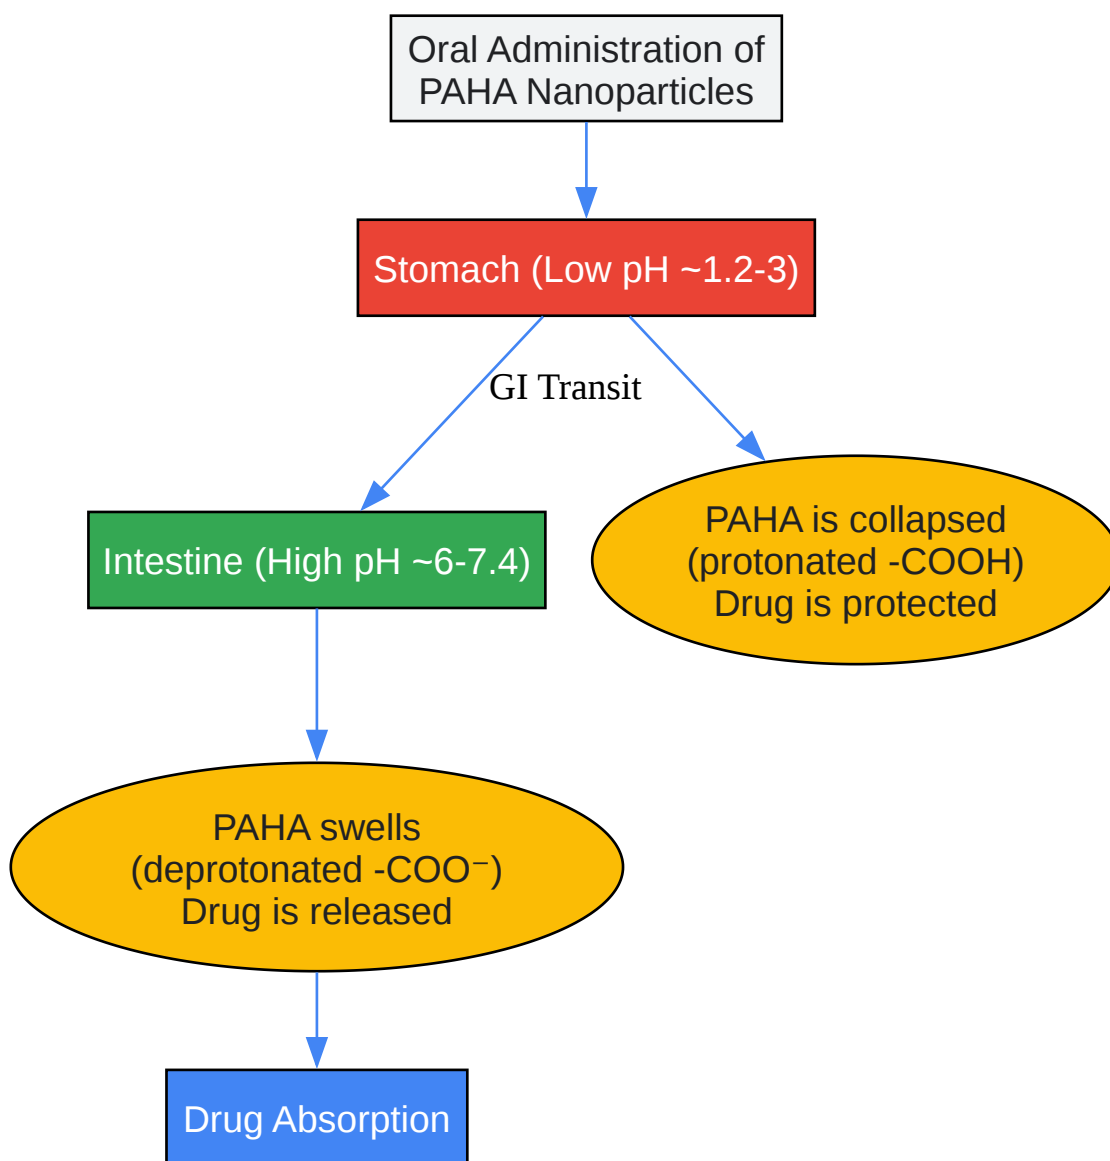 Oral Administration of
PAHA Nanoparticles
Stomach (Low pH ~1.2-3)
GI Transit
PAHA is collapsed
(protonated -COOH)
Drug is protected
Intestine (High pH ~6-7.4)
PAHA swells
(deprotonated -COO⁻)
Drug is released
Drug Absorption